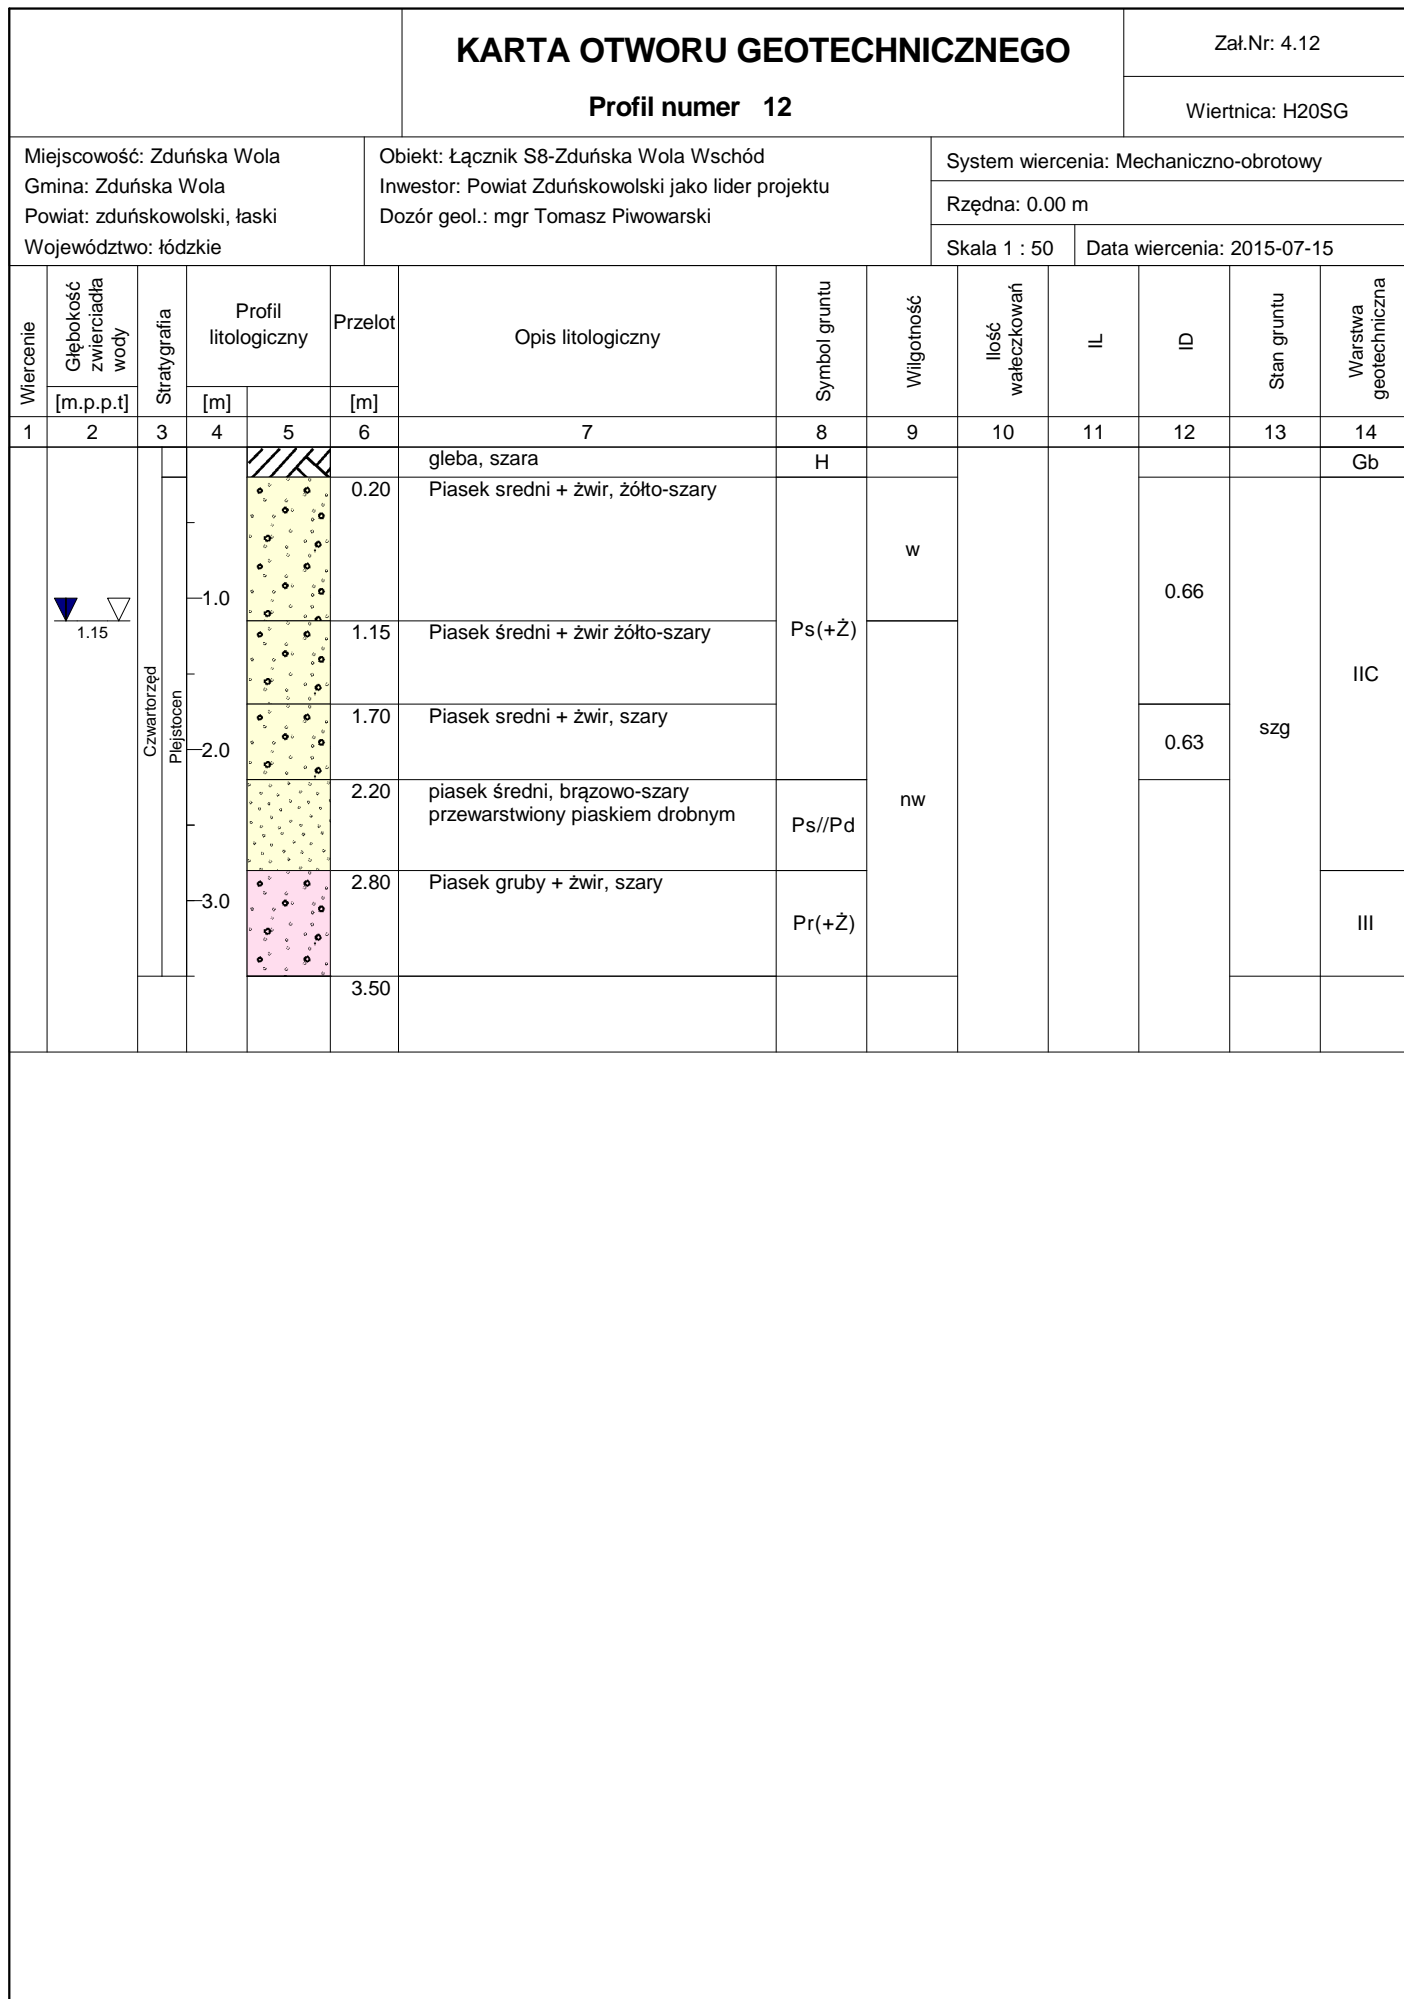 KARTA OTWORU GEOTECHNICZNEGO
Profil numer 12
Zał.Nr: 4.12
Wiertnica: H20SG
Miejscowość: Zduńska Wola
Gmina: Zduńska Wola
Powiat: zduńskowolski, łaski
Województwo: łódzkie
Obiekt: Łącznik S8-Zduńska Wola Wschód
Inwestor: Powiat Zduńskowolski jako lider projektu
Dozór geol.: mgr Tomasz Piwowarski
System wiercenia: Mechaniczno-obrotowy
Rzędna: 0.00 m
Skala 1 : 50
Data wiercenia: 2015-07-15
Wiercenie
Głębokość
zwierciadła
wody
[m.p.p.t]
Stratygrafia
Profil
litologiczny
[m]
Przelot
[m]
Opis litologiczny
Symbol gruntu
Wilgotność
Ilość
wałeczkowań
IL
ID
Stan gruntu
Warstwa
geotechniczna
1 2 3 4 5 6 7 8 9 10 11 12 13 14
gleba, szara
H
Gb
0.20
Piasek sredni + żwir, żółto-szary
w
1.0
0.66
1.15
1.15
Piasek średni + żwir żółto-szary
Ps(+Ż)
Czwartorzęd
Plejstocen
IIC
1.70
Piasek sredni + żwir, szary
szg
2.0
0.63
2.20
piasek średni, brązowo-szary
przewarstwiony piaskiem drobnym
nw
Ps//Pd
2.80
Piasek gruby + żwir, szary
3.0
Pr(+Ż)
III
3.50